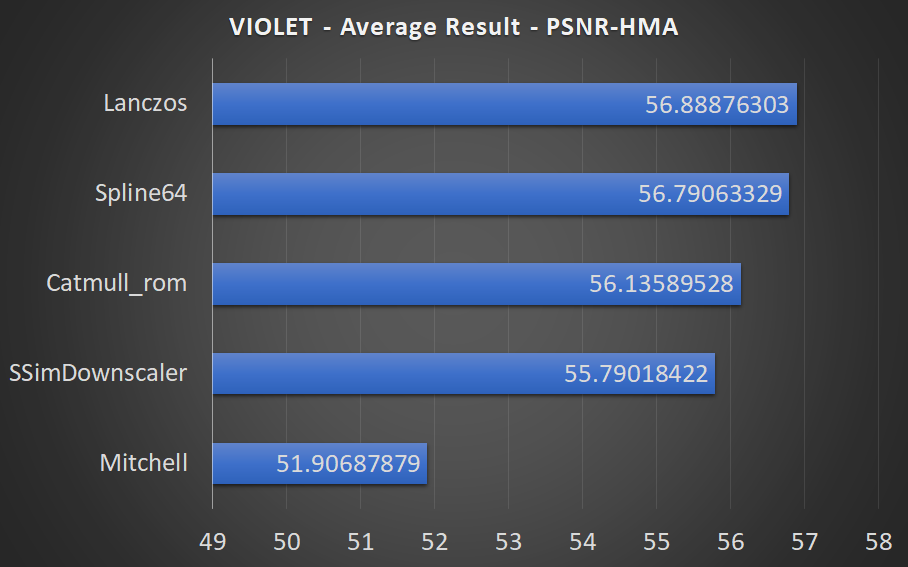 VIOLET - Average Result - PSNR-HMA
Lanczos 56.88876303
Spline64 56.79063329
Catmull_rom 56.13589528
SSimDownscaler 55.79018422
Mitchell 51.90687879
49 50 51 52 53 54 55 56 57 58